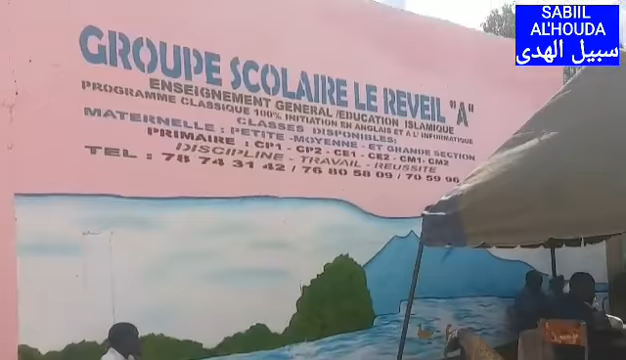 SABIIL
AL'HOUDA
سبيل الهدى
GROUPE SCOLAIRE LE REVEIL "A"
ENSEIGNEMENT GENERAL /EDUCATION ISLAMIQUE
PROGRAMME CLASSIQUE 100% INITIATION EN ANGLAIS ET A L'INFORMATIQUE
CLASSES DISPONIBLES;
MATERNELLE : PETITE-MOYENNE- ET GRANDE SECTION
PRIMAIRE : CP1 - CP2 - CE1 - CE2 - CM1. CM2
DISCIPLINE - TRAVAIL - REUSSITE
TEL : 78 74 31 42 / 76 80 58 09 / 70 59 96